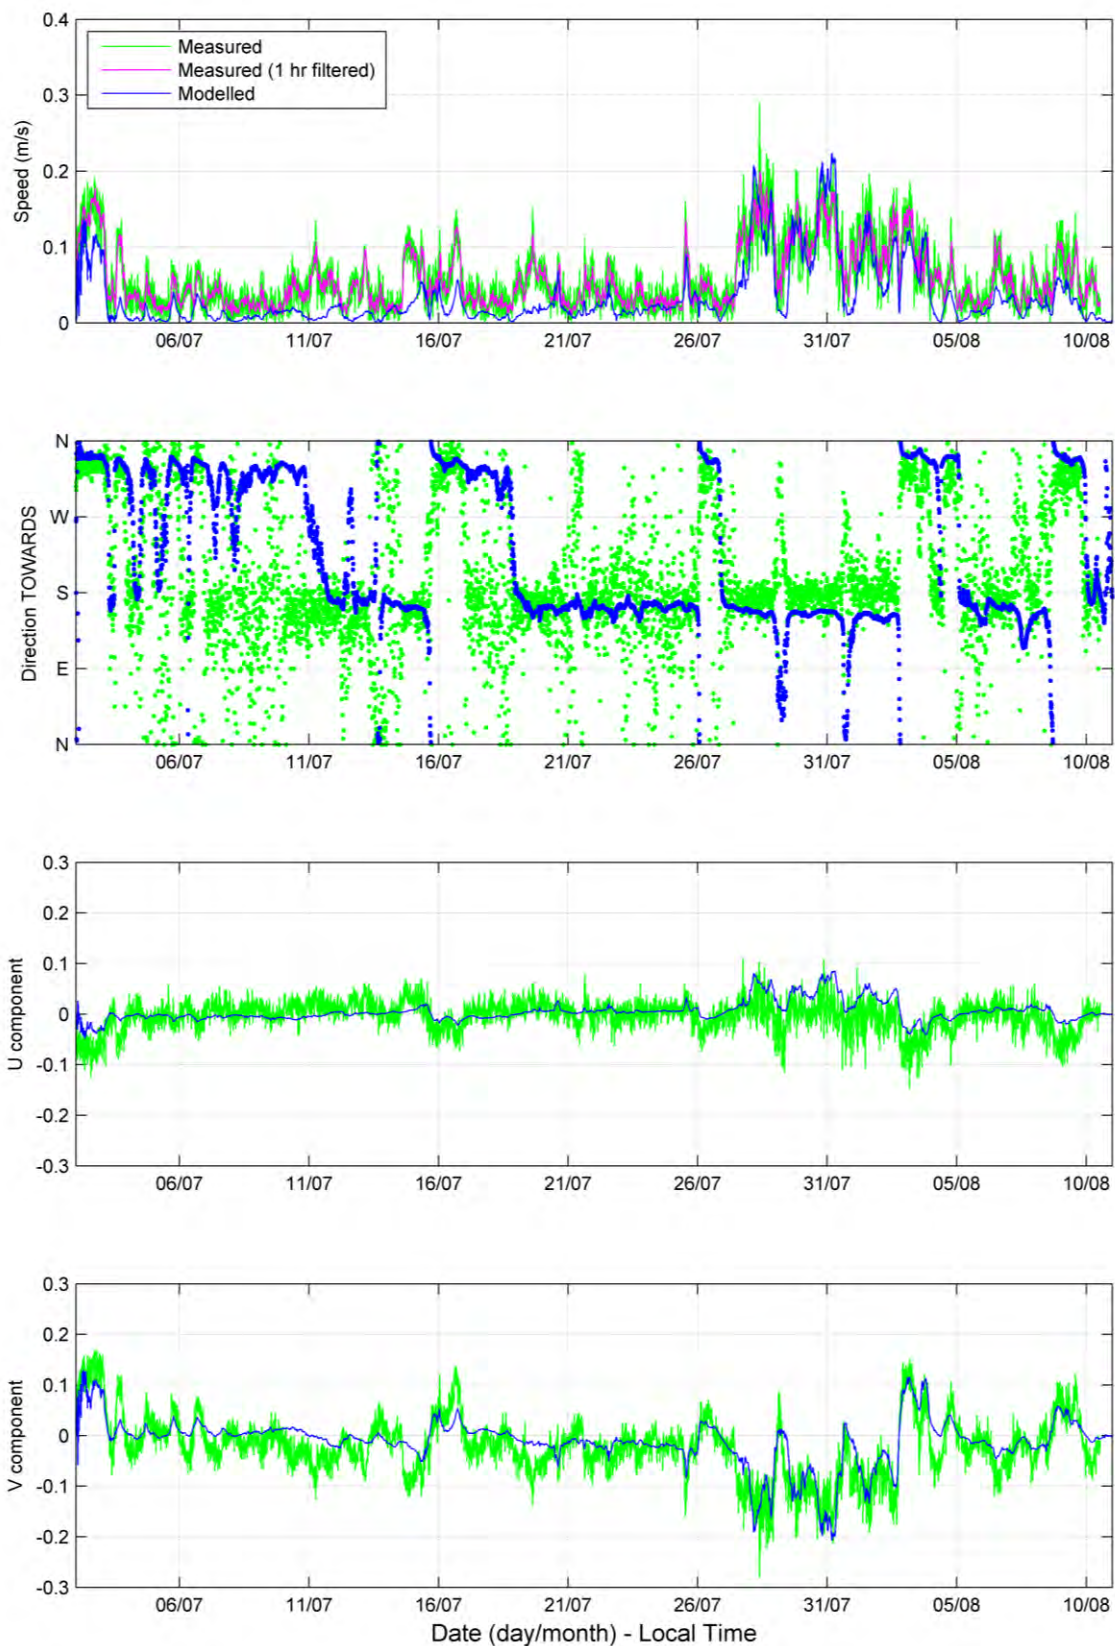 0.4
Measured
Measured (1 hr filtered)
Modelled
0.3
0.2
0.1
0
Speed (m/s)
06/07 11/07 16/07 21/07 26/07 31/07 05/08 10/08
N
W
S
E
N
Direction TOWARDS
06/07 11/07 16/07 21/07 26/07 31/07 05/08 10/08
0.3
0.2
0.1
0
-0.1
-0.2
-0.3
U component
06/07 11/07 16/07 21/07 26/07 31/07 05/08 10/08
0.3
0.2
0.1
0
-0.1
-0.2
-0.3
V component
06/07 11/07 16/07 21/07 26/07 31/07 05/08 10/08
Date (day/month) - Local Time